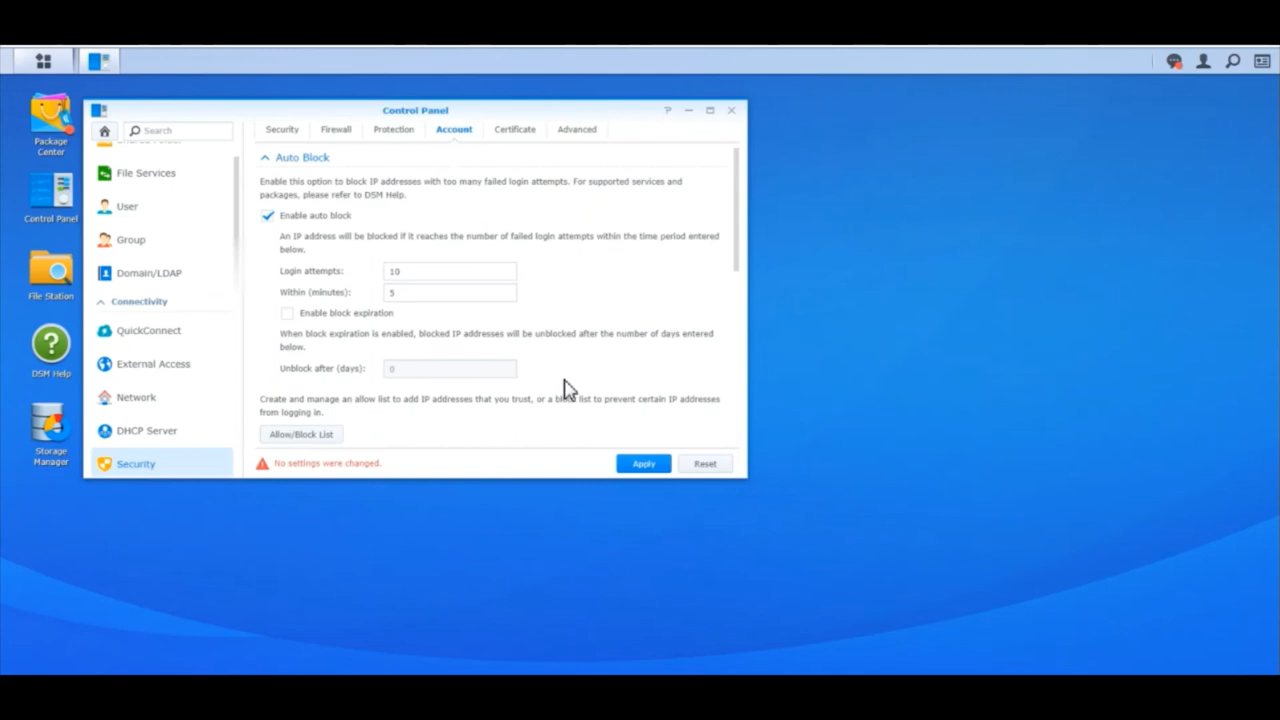 Control Panel
Package
Center
Control Panel
File Station
DSM Help
Storage
Manager
Search
File Services
User
Group
Domain/LDAP
Connectivity
QuickConnect
External Access
Network
DHCP Server
Security
Security
Firewall
Protection
Account
Certificate
Advanced
Auto Block
Enable this option to block IP addresses with too many failed login attempts. For supported services and
packages, please refer to DSM Help.
Enable auto block
An IP address will be blocked if it reaches the number of failed login attempts within the time period entered
below.
Login attempts: 10
Within (minutes): 5
Enable block expiration
When block expiration is enabled, blocked IP addresses will be unblocked after the number of days entered
below.
Unblock after (days): 0
Create and manage an allow list to add IP addresses that you trust, or a block list to prevent certain IP addresses
from logging in.
Allow/Block List
No settings were changed.
Apply
Reset